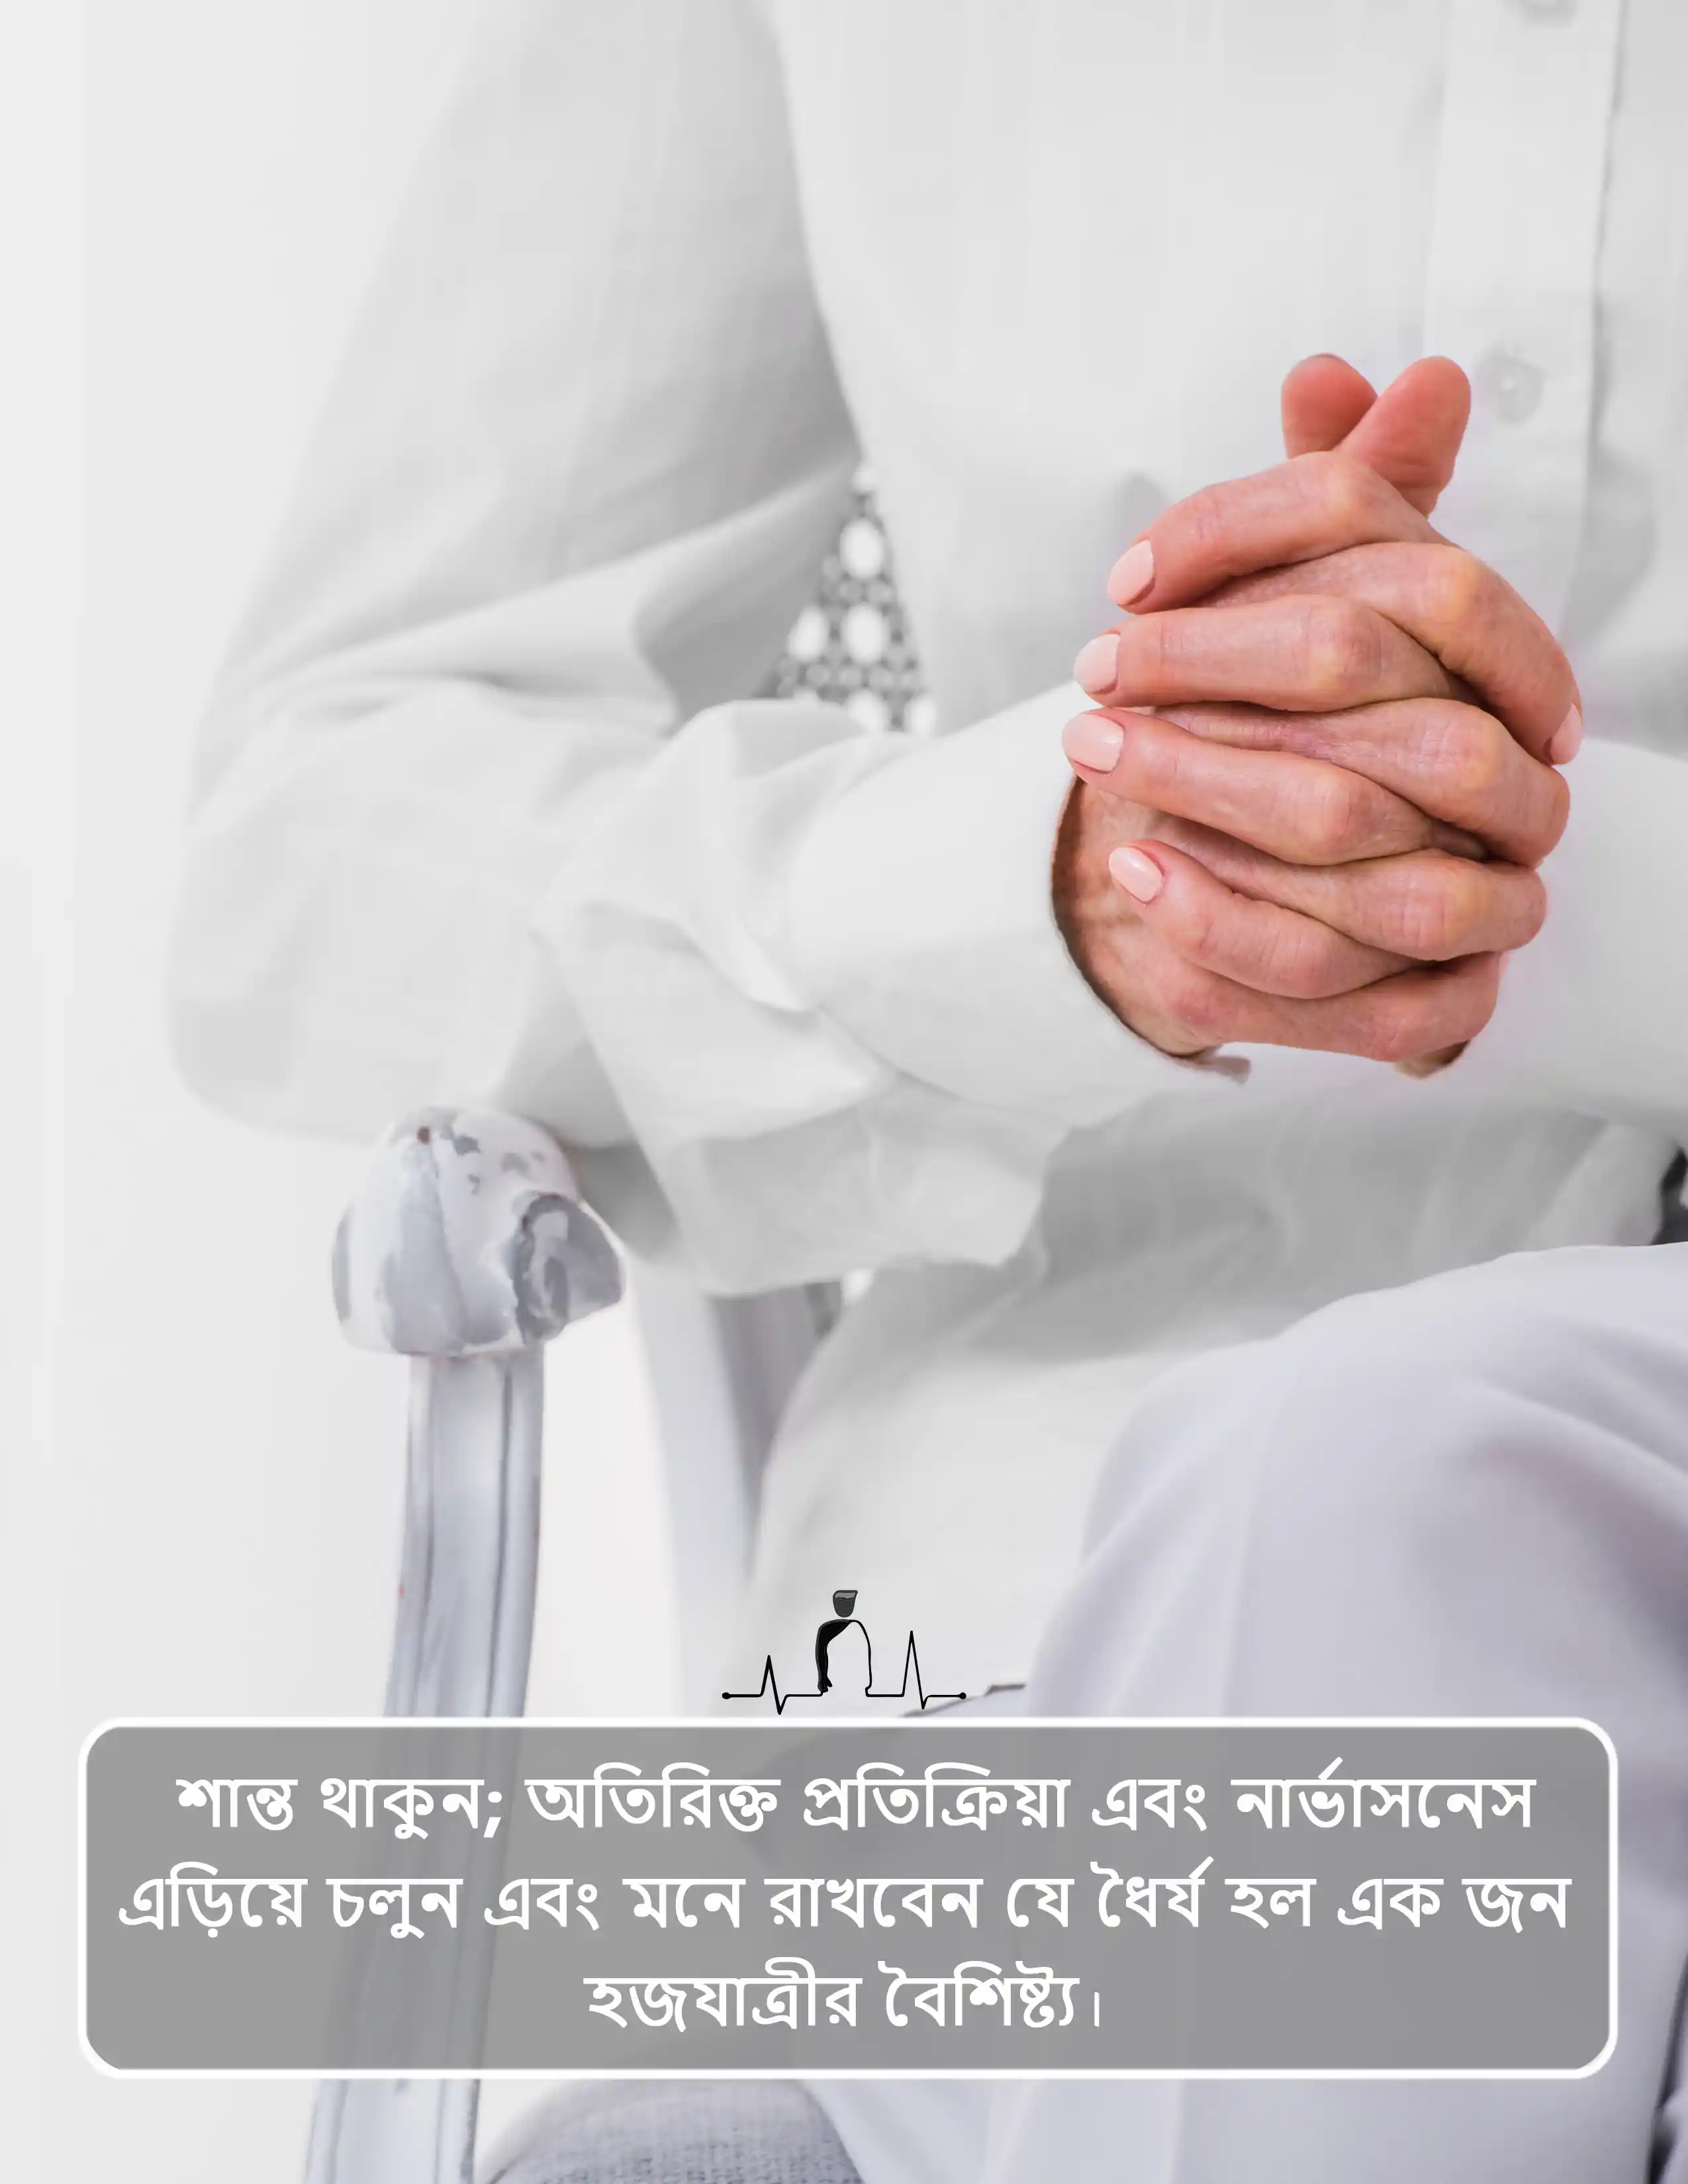 শান্ত থাকুন; অতিরিক্ত প্রতিক্রিয়া এবং নার্ভাসনেস
এড়িয়ে চলুন এবং মনে রাখবেন যে ধৈর্য হল এক জন
হজযাত্রীর বৈশিষ্ট্য।